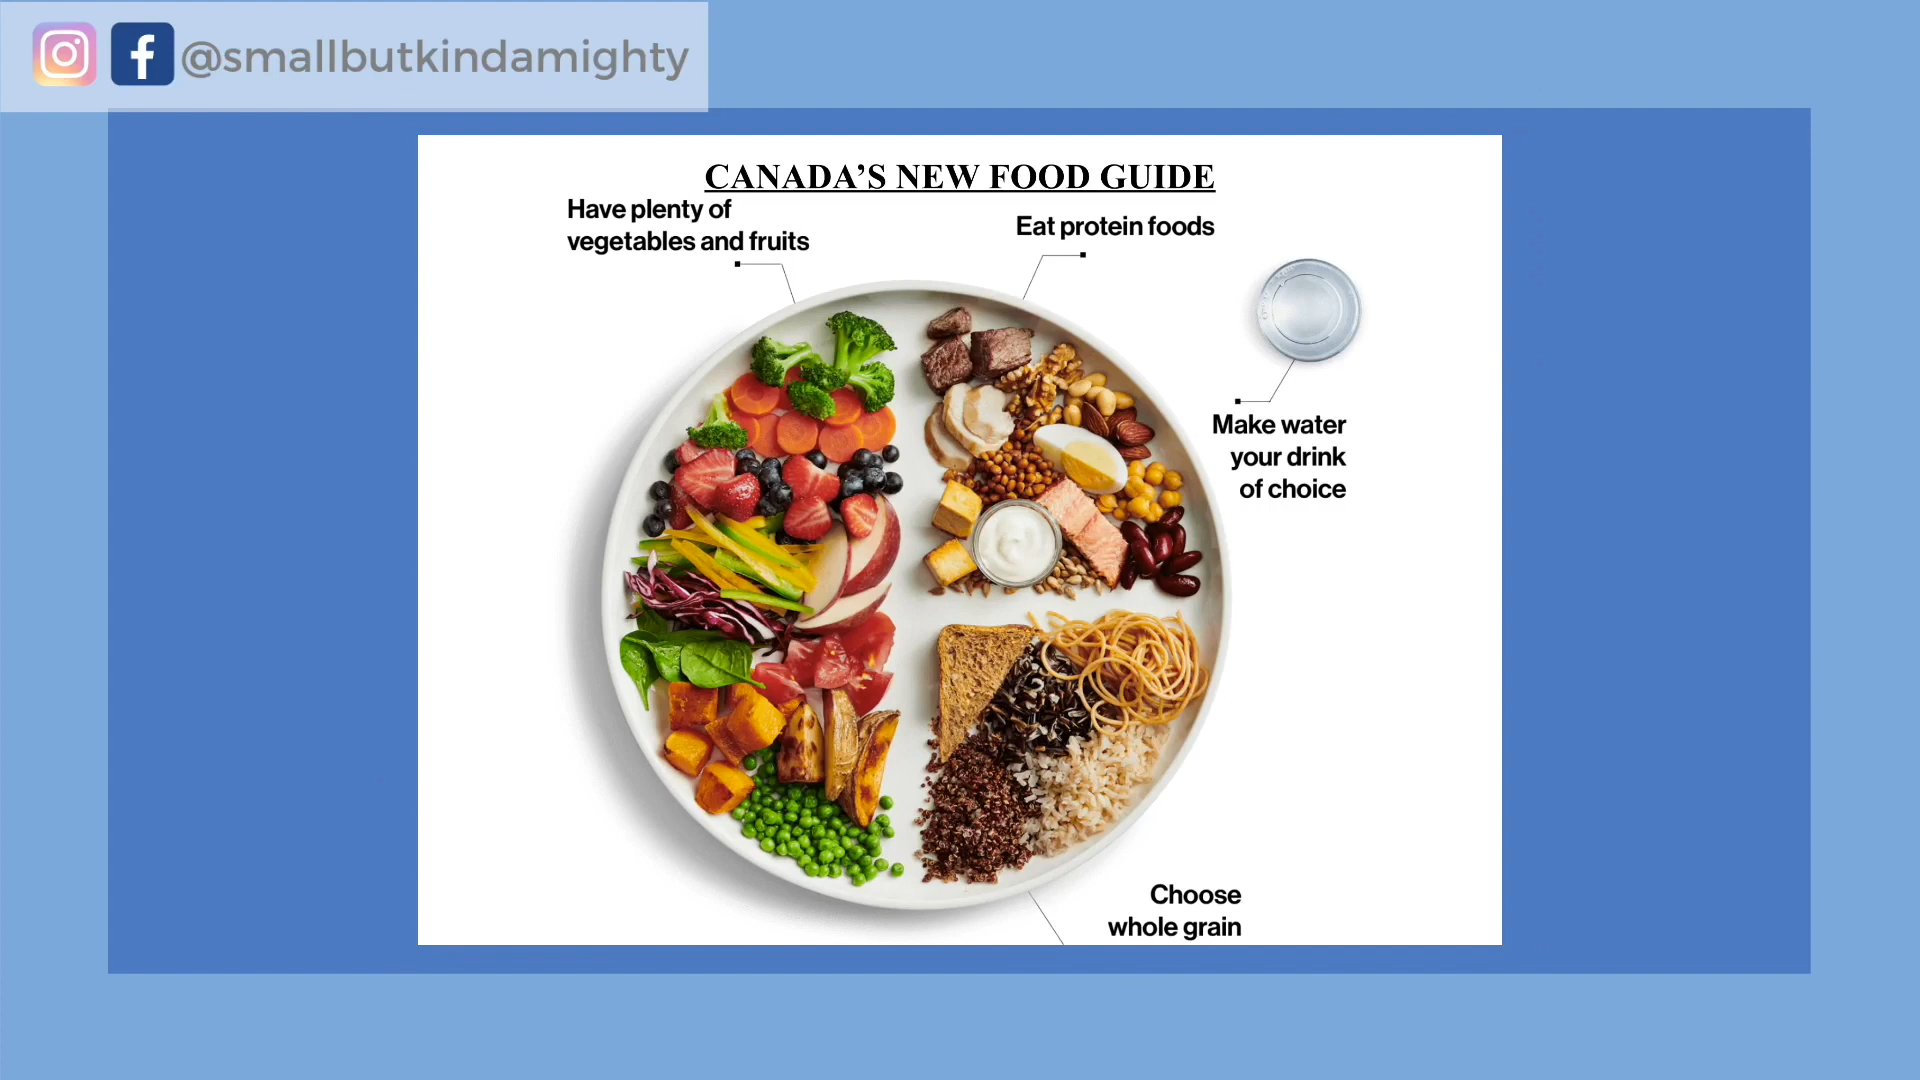 @smallbutkindamighty
CANADA’S NEW FOOD GUIDE
Have plenty of
vegetables and fruits
Eat protein foods
Make water
your drink
of choice
Choose
whole grain